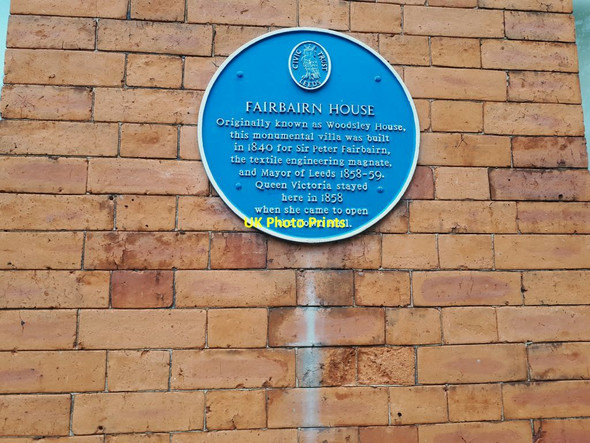 CIVIC
TRUST
LEEDS
FAIRBAIRN HOUSE
Originally known as Woodsley House,
this monumental villa was built
in 1840 for Sir Peter Fairbairn,
the textile engineering magnate,
and Mayor of Leeds 1858-59.
Queen Victoria stayed
here in 1858
when she came to open
UK Photo Prints